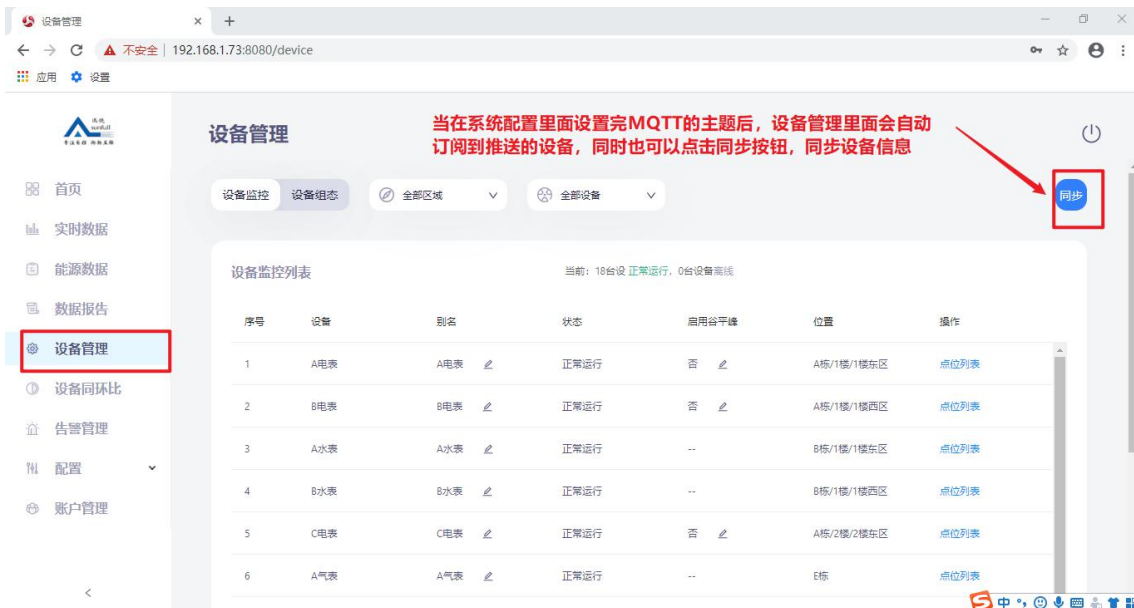 设备管理
不安全 | 192.168.1.73:8080/device
应用 设置
sunfull
设备管理
当在系统配置里面设置完MQTT的主题后，设备管理里面会自动
订阅到推送的设备，同时也可以点击同步按钮，同步设备信息
首页
实时数据
能源数据
数据报告
设备管理
设备同环比
告警管理
配置
账户管理
设备监控 设备组态 全部区域 全部设备 同步
设备监控列表 当前：18台设 正常运行，0台设备离线
序号 设备 别名 状态 启用谷平峰 位置 操作
1 A电表 A电表 正常运行 否 A栋/1楼/1楼东区 点位列表
2 B电表 B电表 正常运行 否 A栋/1楼/1楼西区 点位列表
3 A水表 A水表 正常运行 -- B栋/1楼/1楼东区 点位列表
4 B水表 B水表 正常运行 -- B栋/1楼/1楼西区 点位列表
5 C电表 C电表 正常运行 否 A栋/2楼/2楼东区 点位列表
6 A气表 A气表 正常运行 -- E栋 点位列表
中